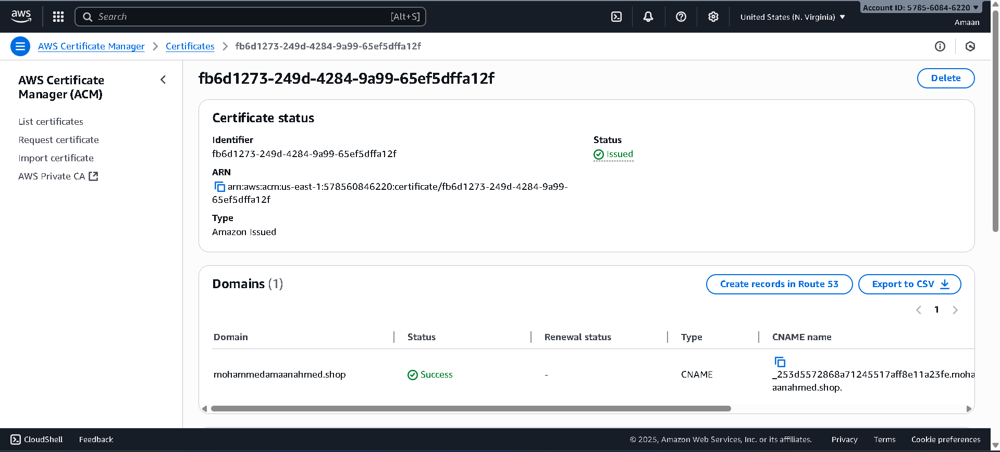 aws
Search
[Alt+S]
United States (N. Virginia)
Account ID: 5785-6084-6220
Amaan
AWS Certificate Manager
Certificates
fb6d1273-249d-4284-9a99-65ef5dffa12f
AWS Certificate
Manager (ACM)
List certificates
Request certificate
Import certificate
AWS Private CA
fb6d1273-249d-4284-9a99-65ef5dffa12f
Delete
Certificate status
Identifier
fb6d1273-249d-4284-9a99-65ef5dffa12f
Status
Issued
ARN
arn:aws:acm:us-east-1:578560846220:certificate/fb6d1273-249d-4284-9a99-
65ef5dffa12f
Type
Amazon Issued
Domains (1)
Create records in Route 53
Export to CSV
1
Domain
Status
Renewal status
Type
CNAME name
mohammedamaanahmed.shop
Success
-
CNAME
_253d5572868a71245517aff8e11a23fe.moha
aanahmed.shop.
CloudShell
Feedback
© 2025, Amazon Web Services, Inc. or its affiliates.
Privacy
Terms
Cookie preferences